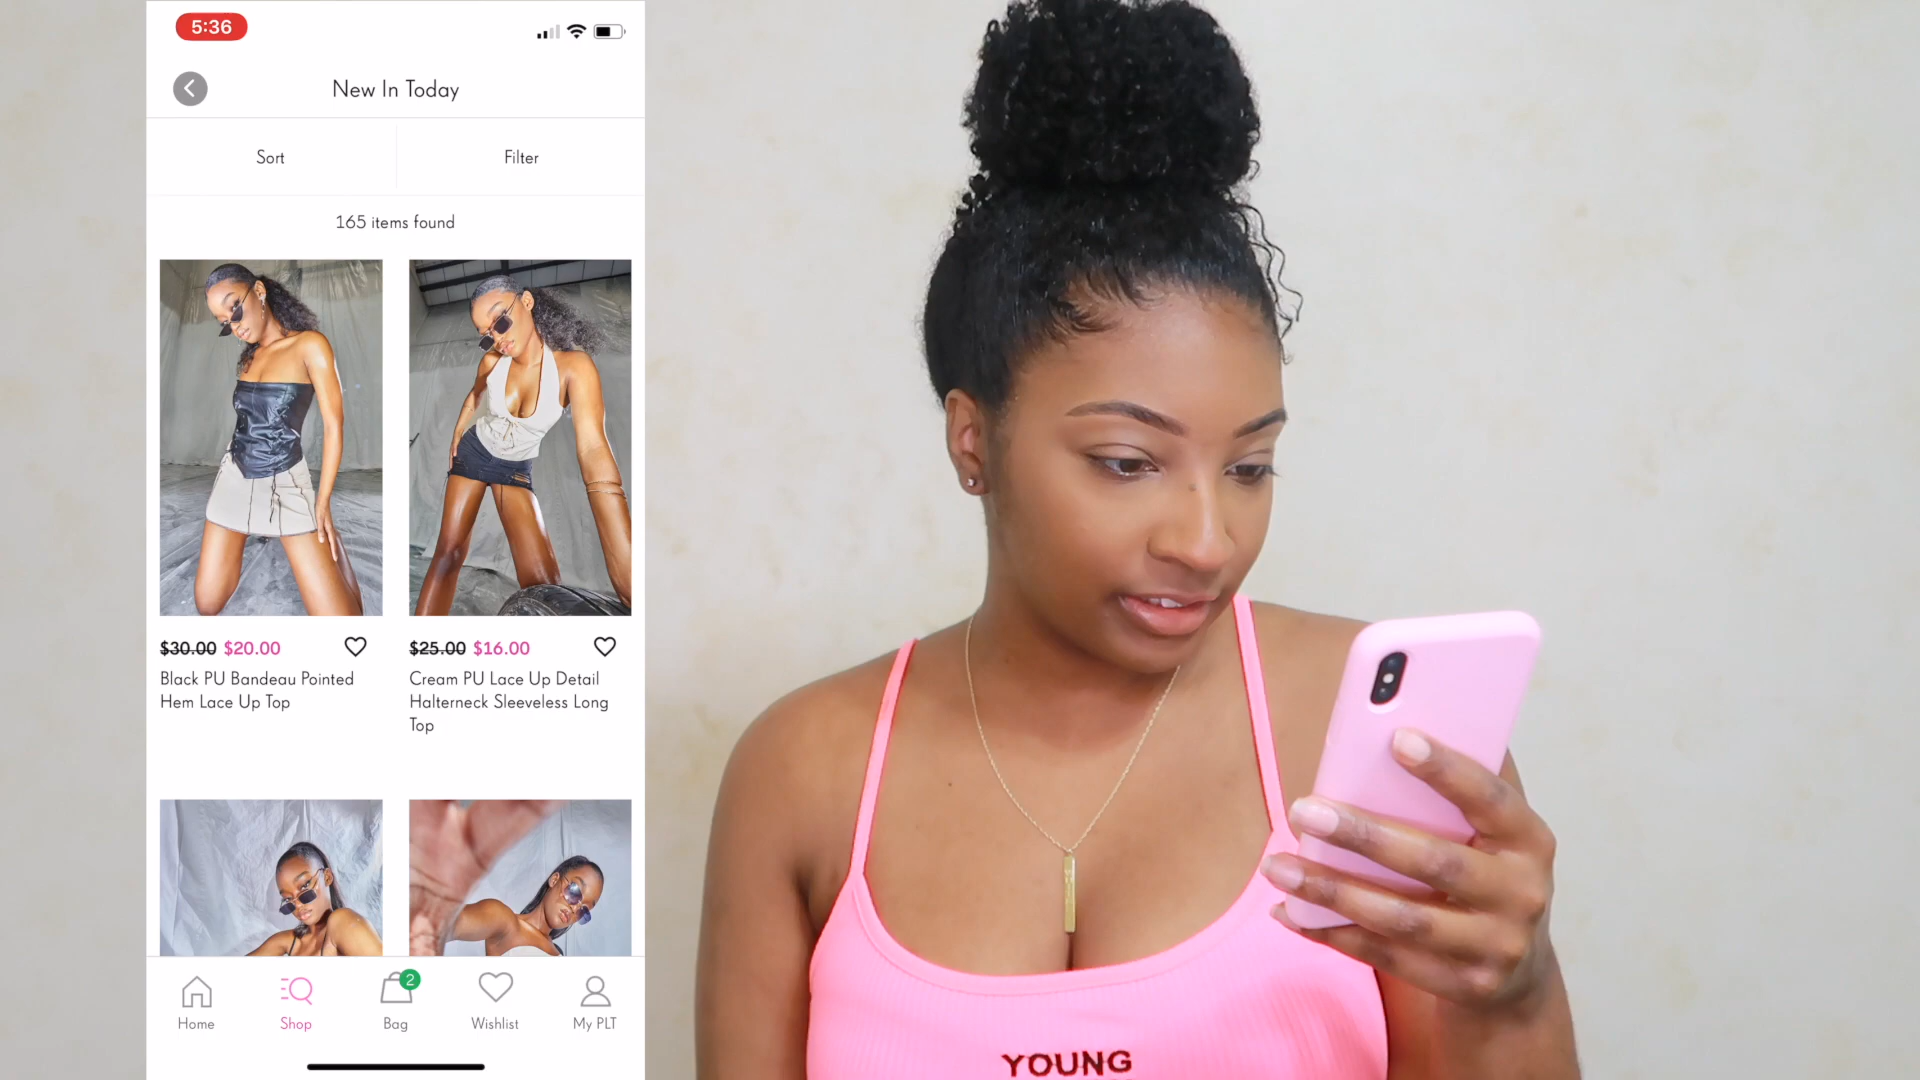 5:36
New In Today
Sort
Filter
165 items found
$30.00 $20.00
Black PU Bandeau Pointed
Hem Lace Up Top
$25.00 $16.00
Cream PU Lace Up Detail
Halterneck Sleeveless Long
Top
2
Home
Shop
Bag
Wishlist
My PLT
YOUNG